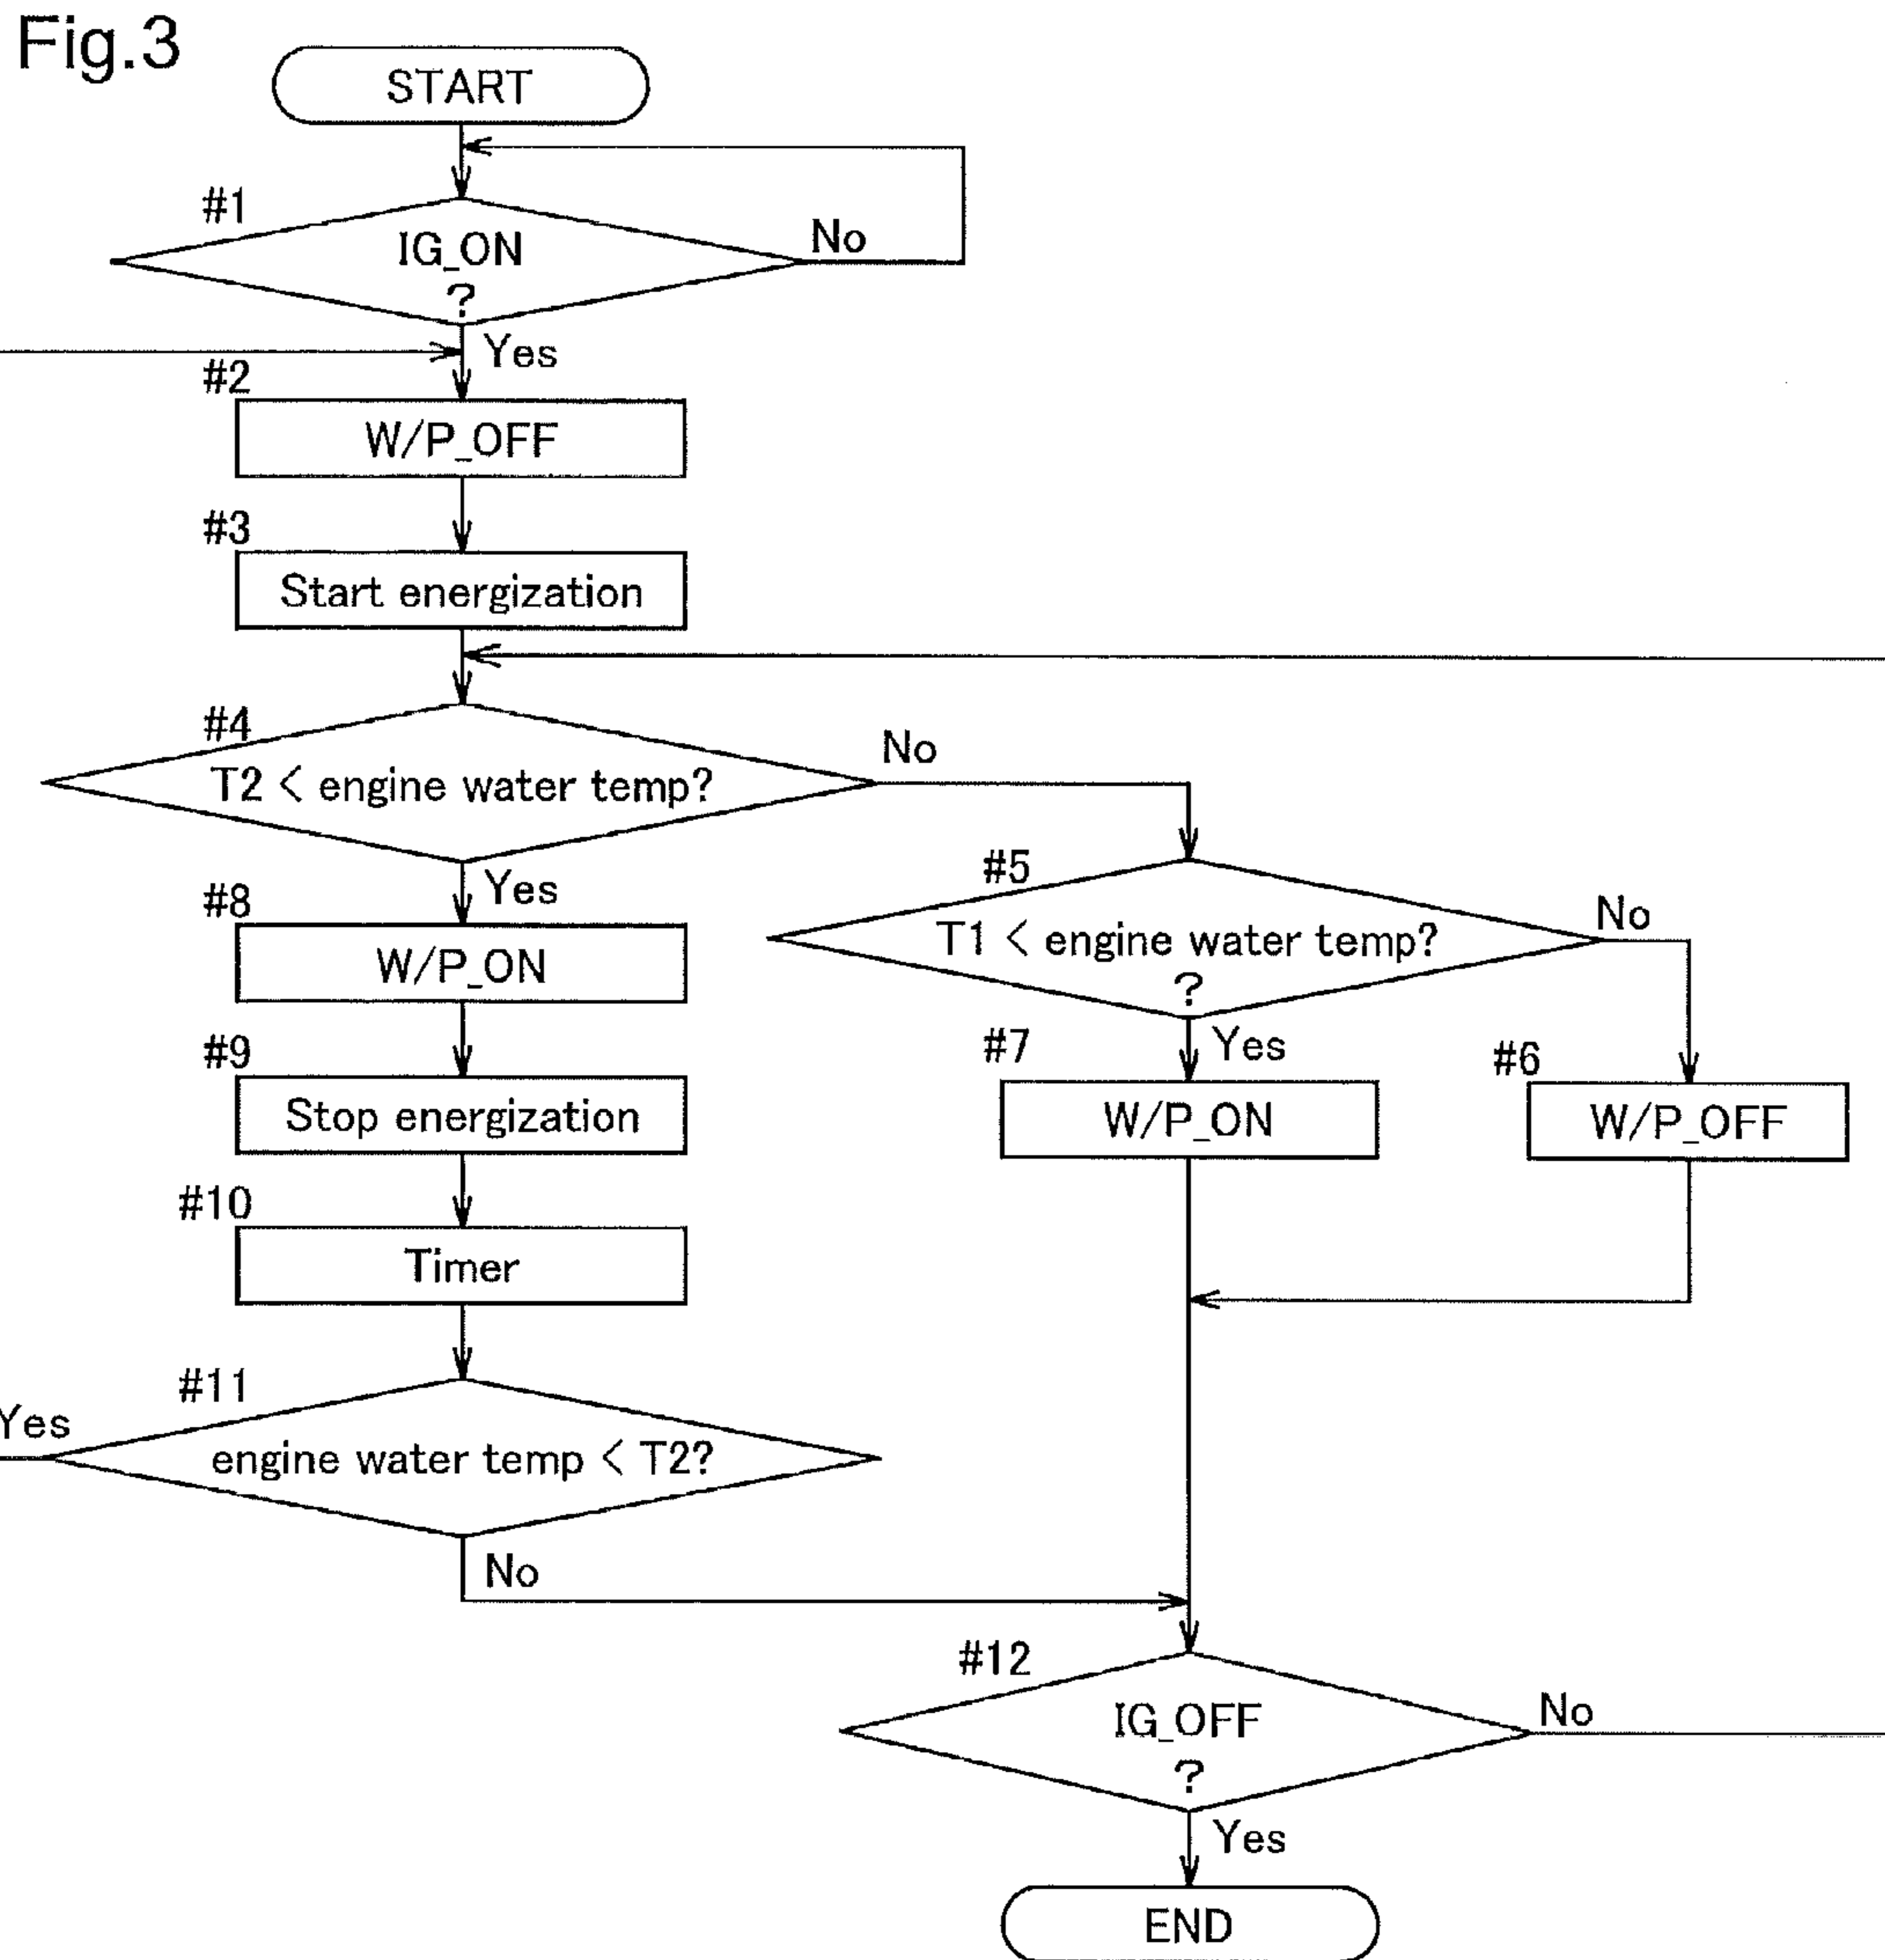 Fig.3
START
#1
IG_ON
?
No
Yes
#2
W/P_OFF
#3
Start energization
#4
T2 < engine water temp?
No
Yes
#5
T1 < engine water temp?
?
No
Yes
#8
W/P_ON
#7
W/P_ON
#6
W/P_OFF
#9
Stop energization
#10
Timer
#11
Yes
engine water temp < T2?
No
#12
IG_OFF
?
No
Yes
END